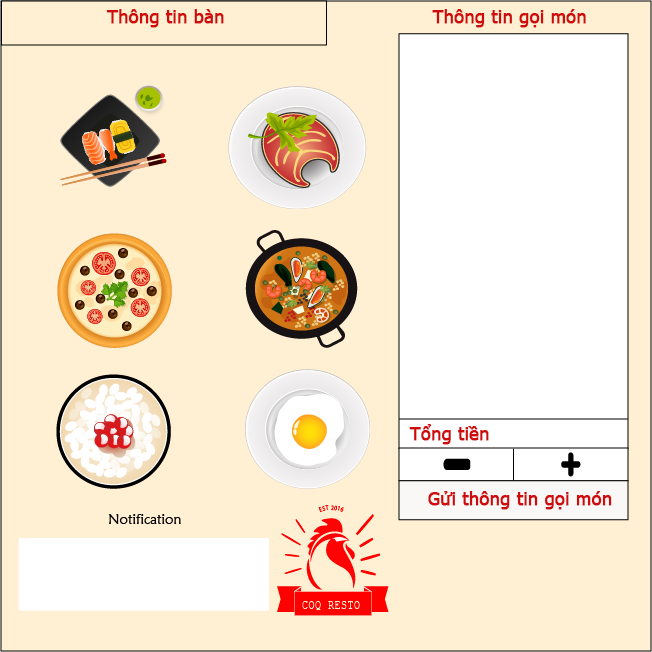 Thông tin bàn
Thông tin gọi món
Tổng tiền
Gửi thông tin gọi món
Notification
EST 2016
COQ RESTO